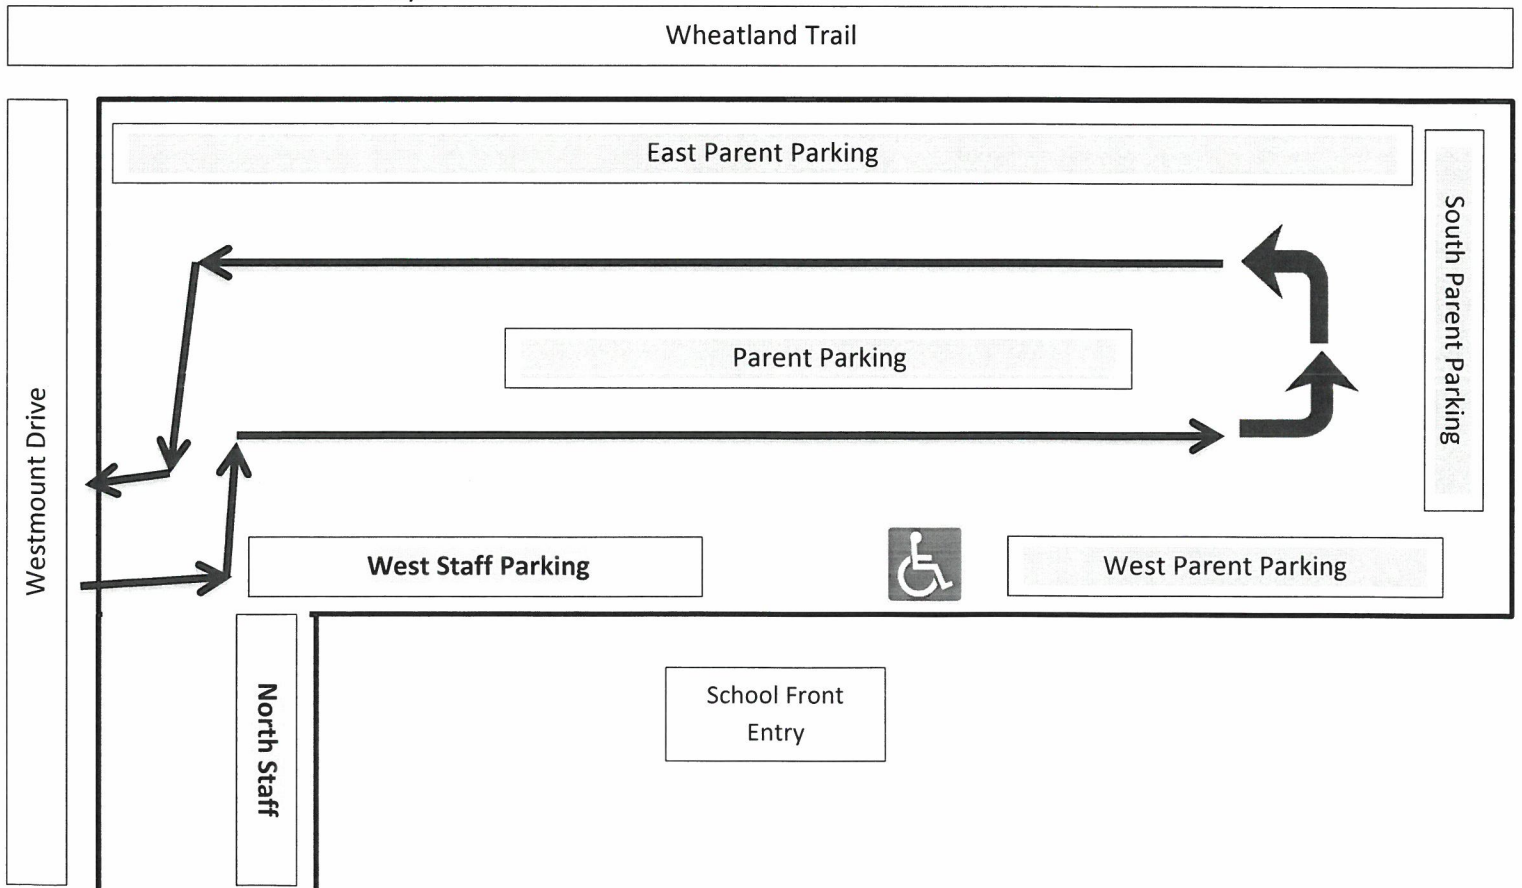 Wheatland Trail
East Parent Parking
South Parent Parking
Parent Parking
Westmount Drive
West Staff Parking
West Parent Parking
North Staff
School Front
Entry